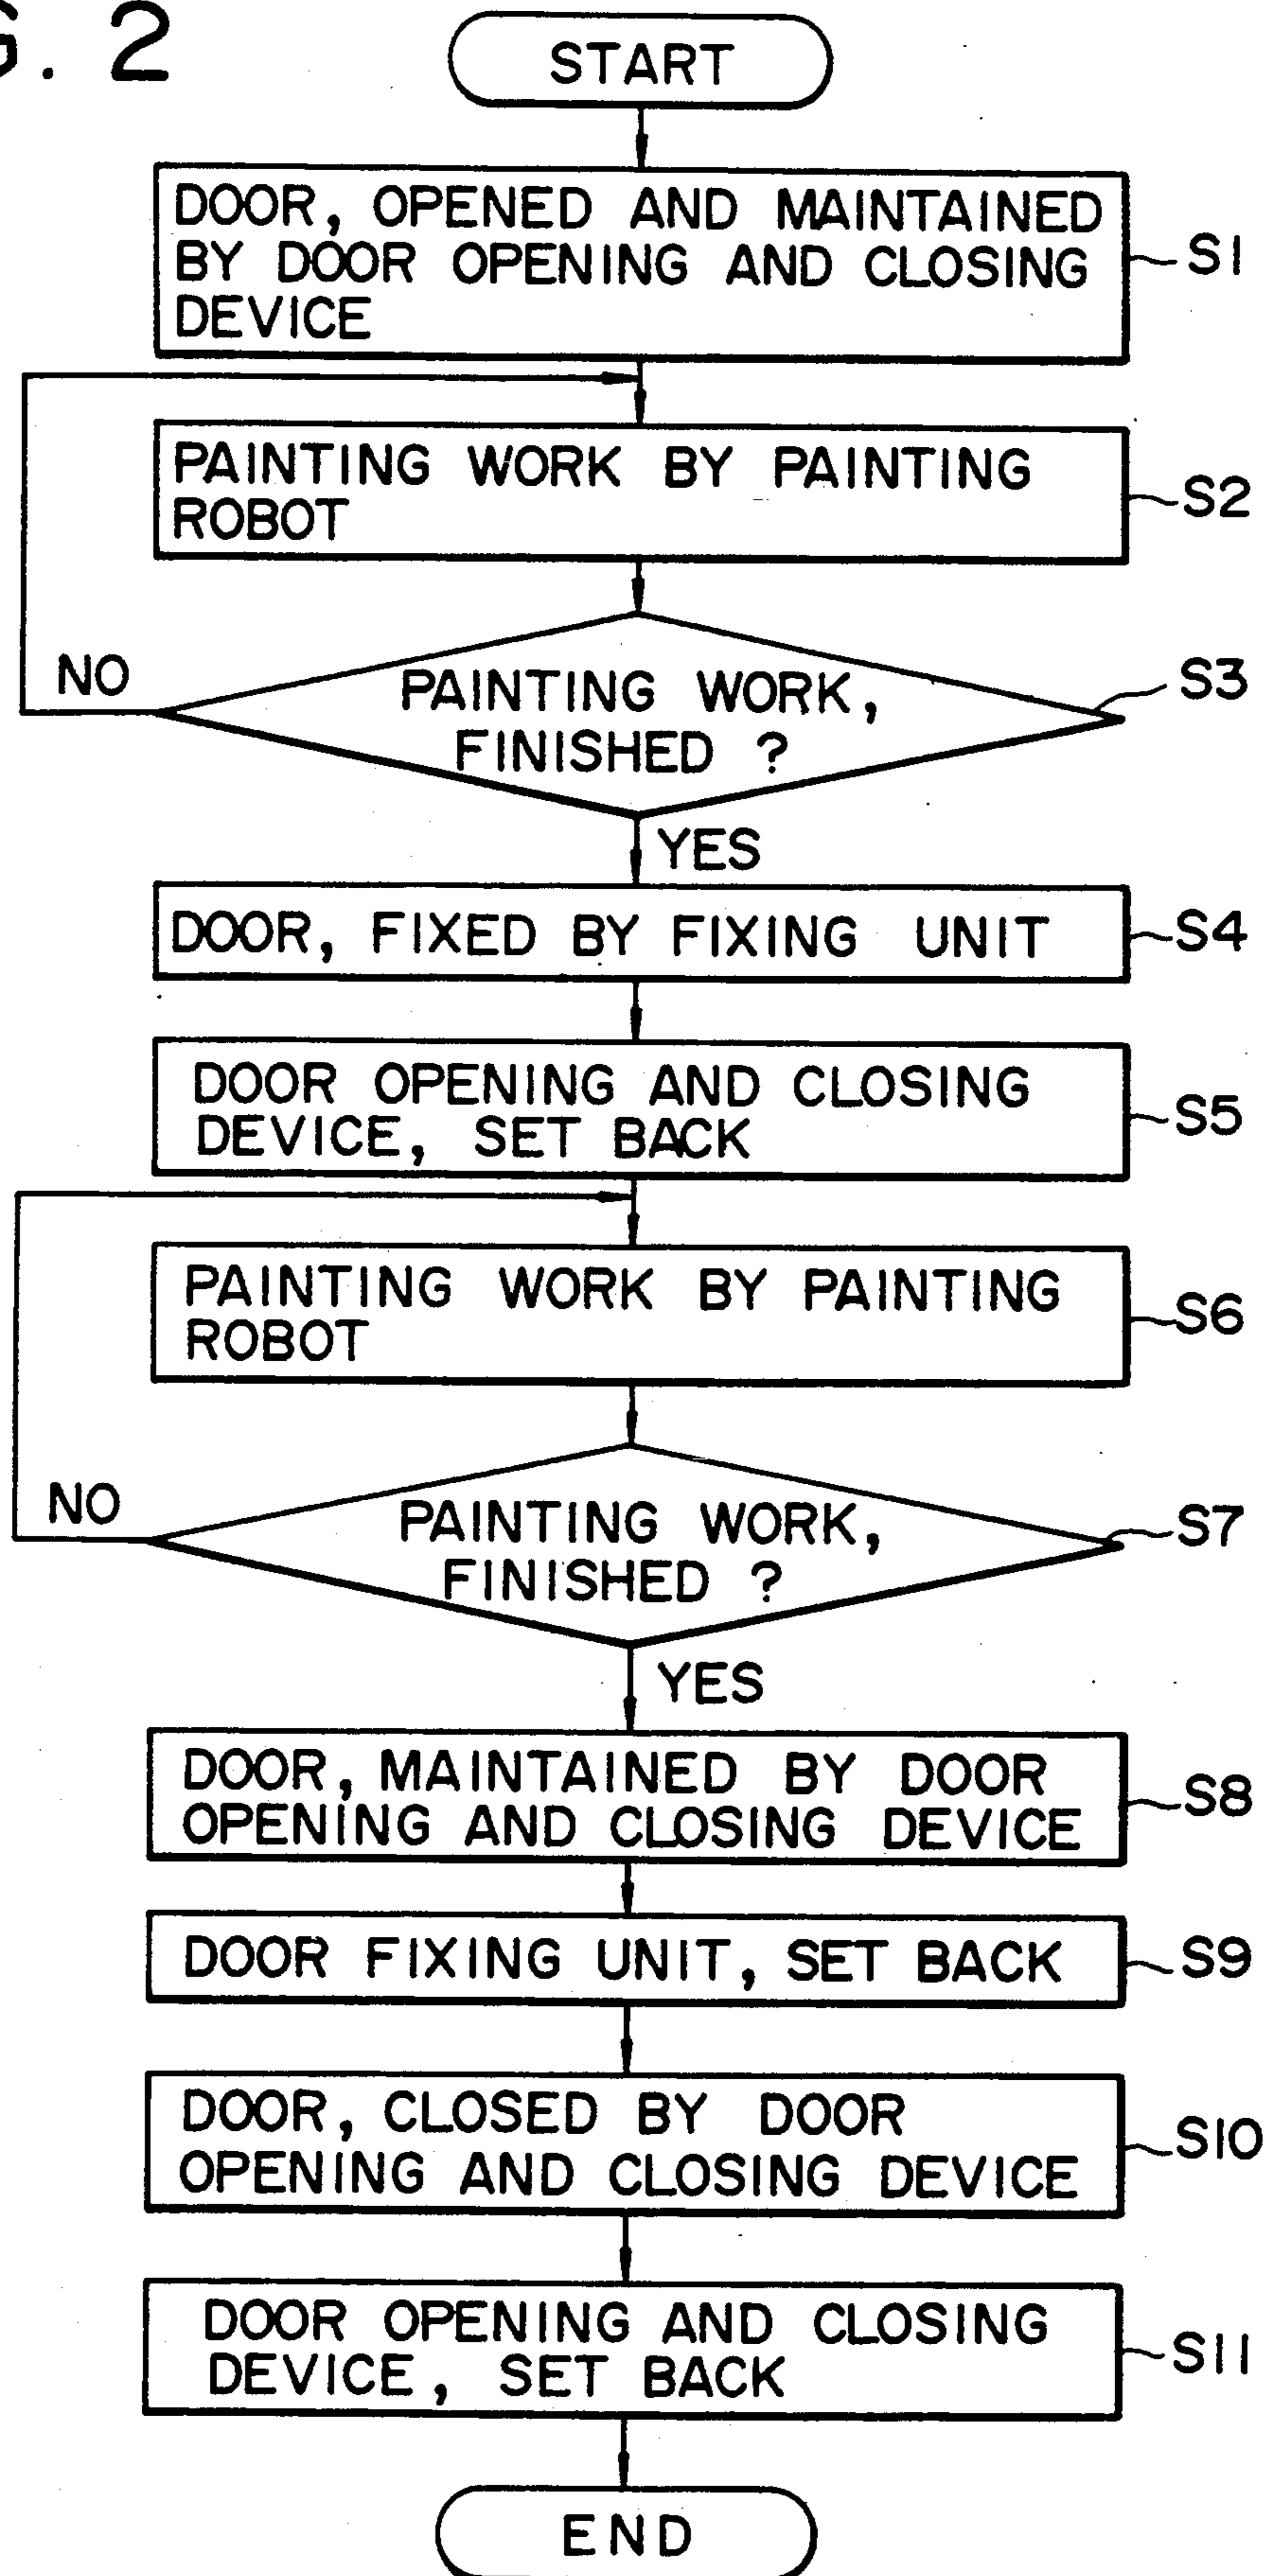 G. 2
START
DOOR, OPENED AND MAINTAINED
BY DOOR OPENING AND CLOSING
DEVICE
S1
PAINTING WORK BY PAINTING
ROBOT
S2
NO
PAINTING WORK,
FINISHED ?
S3
YES
DOOR, FIXED BY FIXING UNIT
S4
DOOR OPENING AND CLOSING
DEVICE, SET BACK
S5
PAINTING WORK BY PAINTING
ROBOT
S6
NO
PAINTING WORK,
FINISHED ?
S7
YES
DOOR, MAINTAINED BY DOOR
OPENING AND CLOSING DEVICE
S8
DOOR FIXING UNIT, SET BACK
S9
DOOR, CLOSED BY DOOR
OPENING AND CLOSING DEVICE
S10
DOOR OPENING AND CLOSING
DEVICE, SET BACK
S11
END